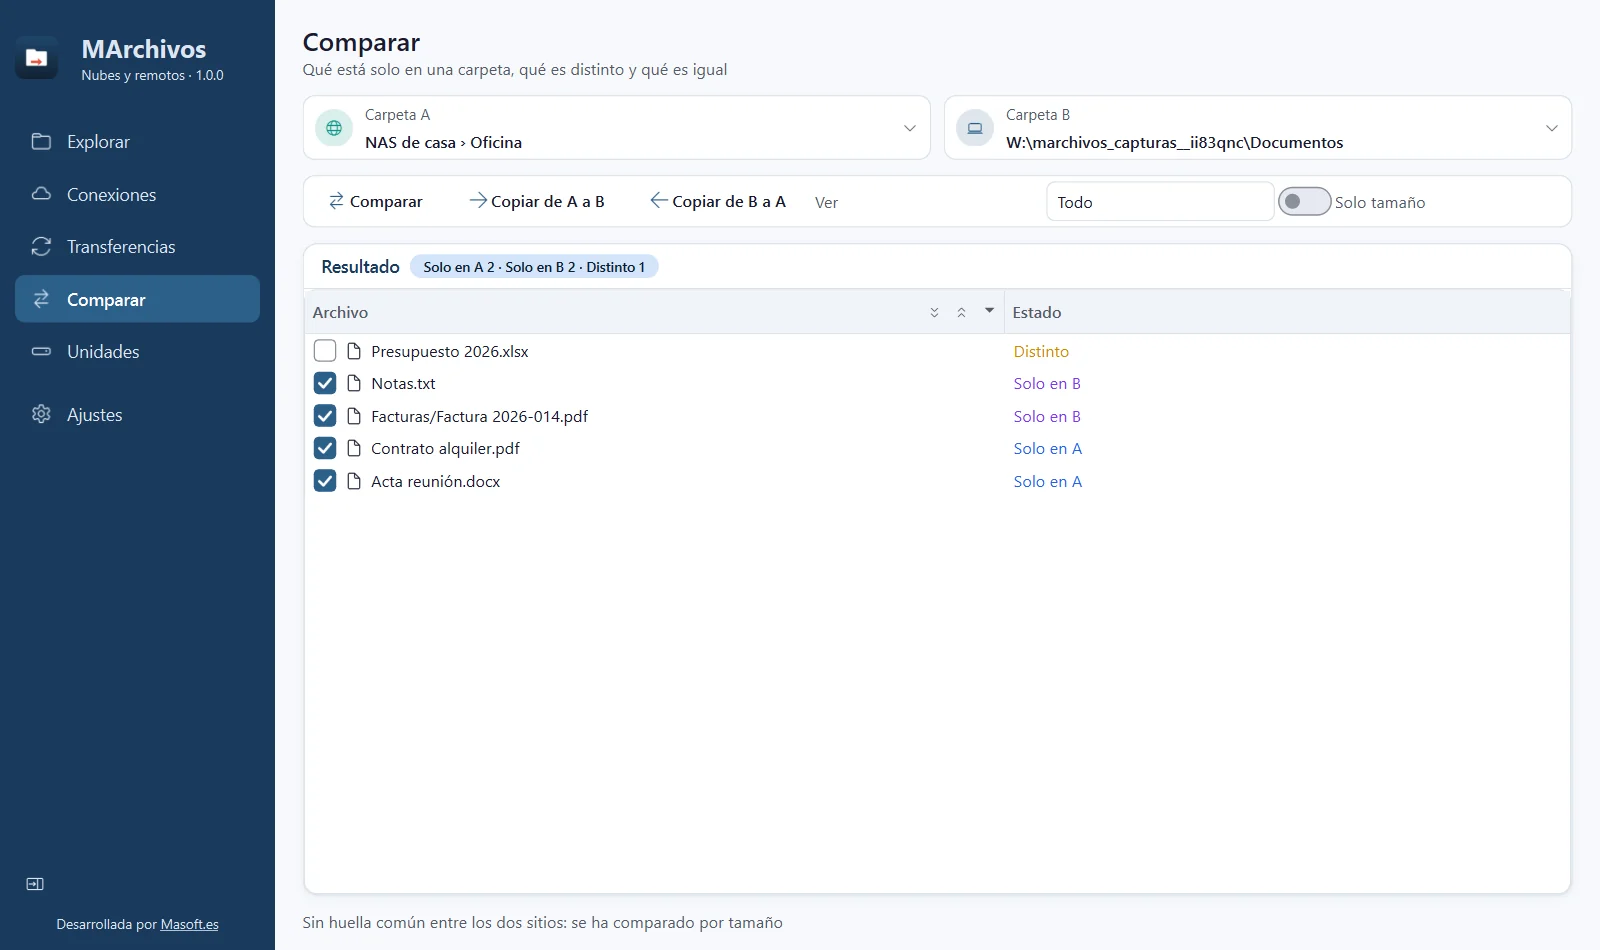 MArchivos
Nubes y remotos · 1.0.0
Explorar
Conexiones
Transferencias
Comparar
Unidades
Ajustes
Desarrollada por Masoft.es
Comparar
Qué está solo en una carpeta, qué es distinto y qué es igual
Carpeta A
NAS de casa › Oficina
Carpeta B
W:\marchivos_capturas__ii83qnc\Documentos
Comparar Copiar de A a B Copiar de B a A Ver Todo Solo tamaño
Resultado Solo en A 2 · Solo en B 2 · Distinto 1
Archivo Estado
Presupuesto 2026.xlsx Distinto
Notas.txt Solo en B
Facturas/Factura 2026-014.pdf Solo en B
Contrato alquiler.pdf Solo en A
Acta reunión.docx Solo en A
Sin huella común entre los dos sitios: se ha comparado por tamaño